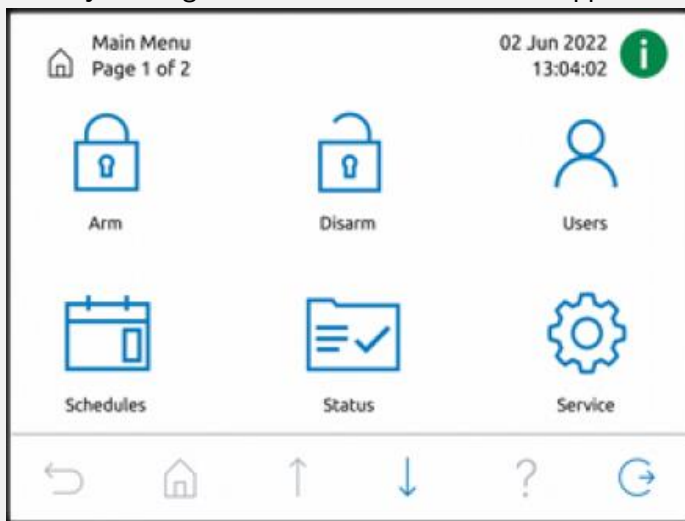 Main Menu
Page 1 of 2
02 Jun 2022
13:04:02
i
Arm
Disarm
Users
Schedules
Status
Service
?